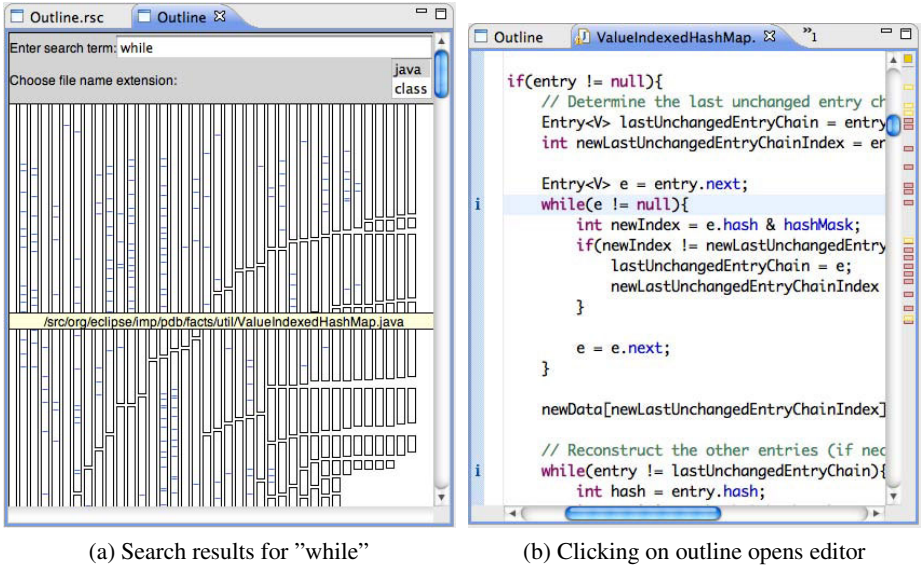 Outline.rsc
Outline
Enter search term: while
Choose file name extension:
java
class
/src/org/eclipse/imp/pdb/facts/util/ValueIndexedHashMap.java
(a) Search results for ”while”
Outline
ValueIndexedHashMap.
»1
if(entry != null){
// Determine the last unchanged entry ch
Entry<V> lastUnchangedEntryChain = entry
int newLastUnchangedEntryChainIndex = en
Entry<V> e = entry.next;
i
while(e != null){
int newIndex = e.hash & hashMask;
if(newIndex != newLastUnchangedEntry
lastUnchangedEntryChain = e;
newLastUnchangedEntryChainIndex
}
e = e.next;
}
newData[newLastUnchangedEntryChainIndex]
// Reconstruct the other entries (if nec
i
while(entry != lastUnchangedEntryChain){
int hash = entry.hash;
(b) Clicking on outline opens editor